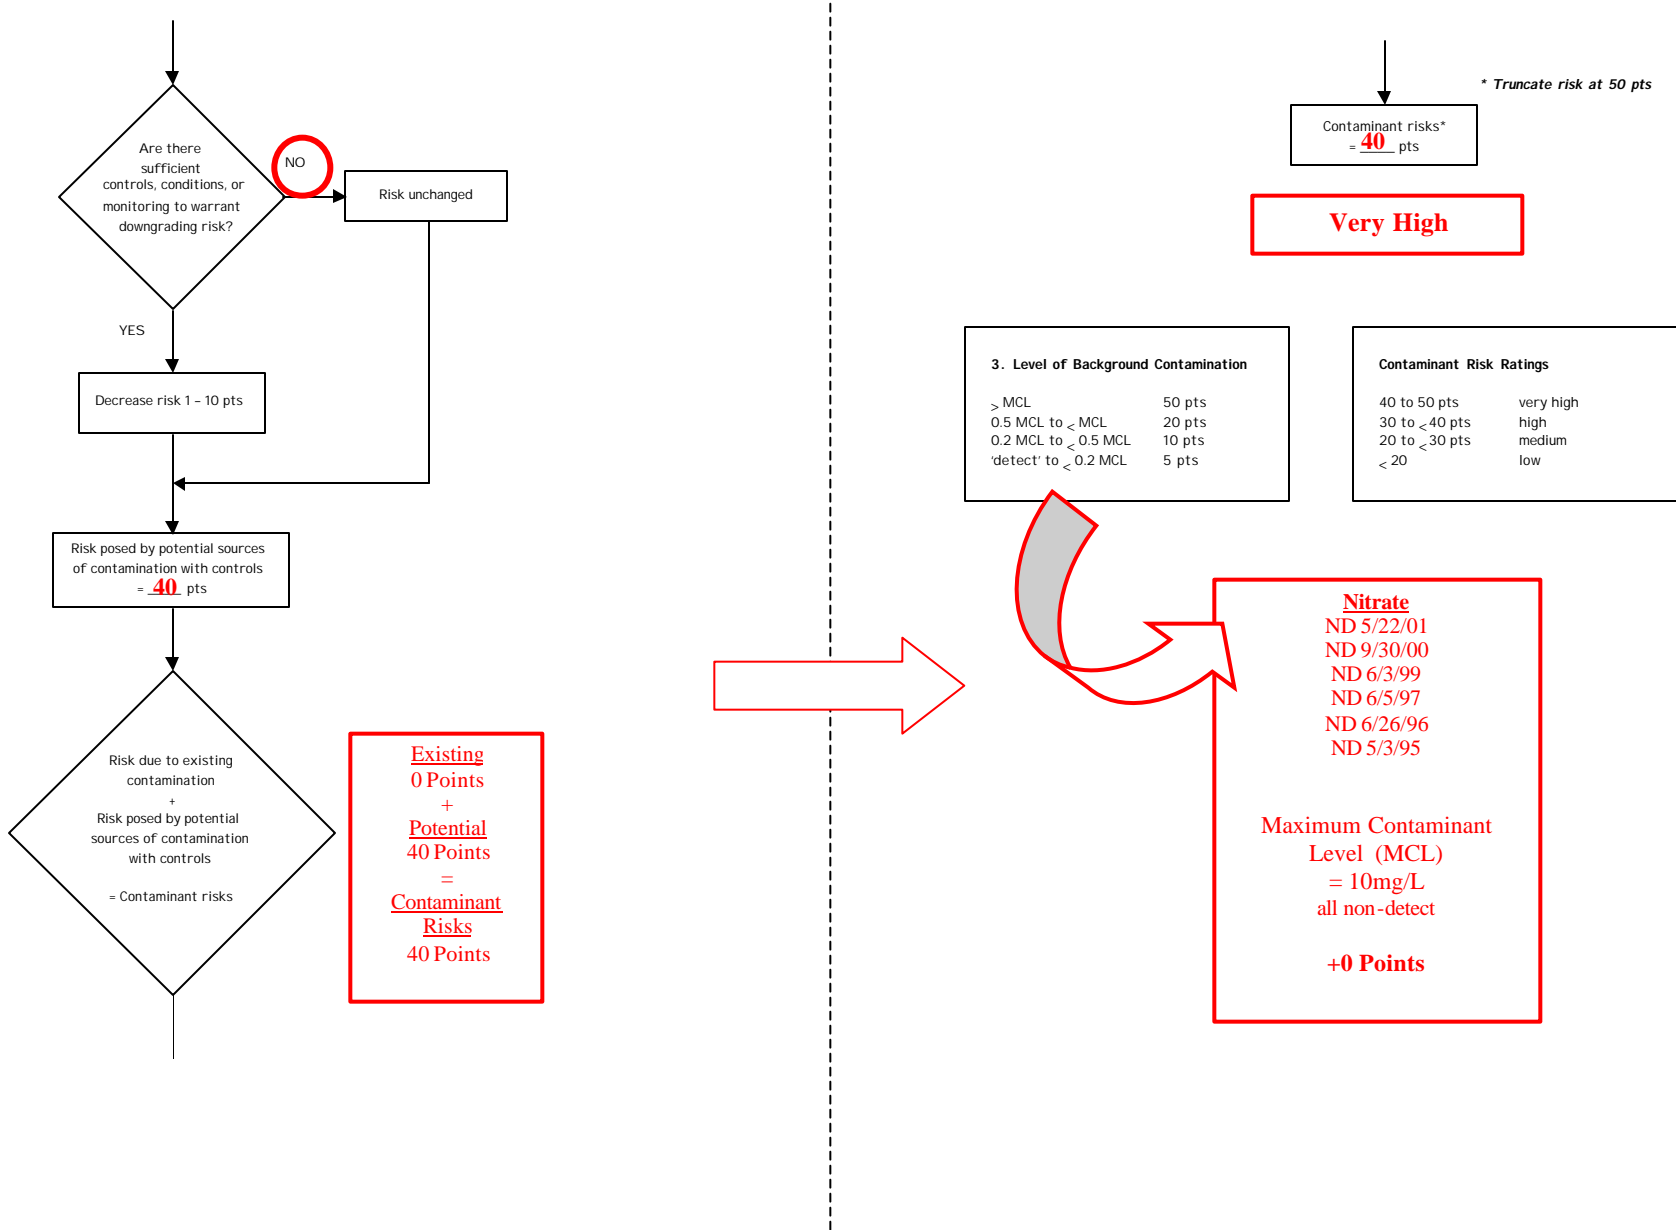 Are there
sufficient
controls, conditions, or
monitoring to warrant
downgrading risk?
NO
Risk unchanged
YES
Decrease risk 1 – 10 pts
Risk posed by potential sources
of contamination with controls
= 40 pts
Risk due to existing
contamination
+
Risk posed by potential
sources of contamination
with controls
= Contaminant risks
Existing
0 Points
+
Potential
40 Points
=
Contaminant
Risks
40 Points
* Truncate risk at 50 pts
Contaminant risks*
= 40 pts
Very High
3. Level of Background Contamination
> MCL 50 pts
0.5 MCL to < MCL 20 pts
0.2 MCL to < 0.5 MCL 10 pts
'detect' to < 0.2 MCL 5 pts
Contaminant Risk Ratings
40 to 50 pts very high
30 to < 40 pts high
20 to < 30 pts medium
< 20 low
Nitrate
ND 5/22/01
ND 9/30/00
ND 6/3/99
ND 6/5/97
ND 6/26/96
ND 5/3/95
Maximum Contaminant
Level (MCL)
= 10mg/L
all non-detect
+0 Points